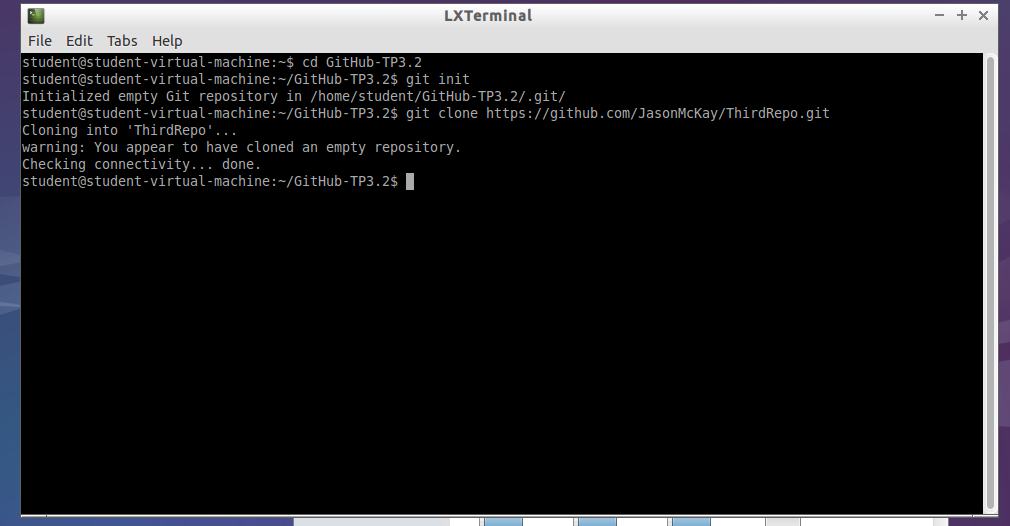 LXTerminal
File Edit Tabs Help
student@student-virtual-machine:~$ cd GitHub-TP3.2
student@student-virtual-machine:~/GitHub-TP3.2$ git init
Initialized empty Git repository in /home/student/GitHub-TP3.2/.git/
student@student-virtual-machine:~/GitHub-TP3.2$ git clone https://github.com/JasonMcKay/ThirdRepo.git
Cloning into 'ThirdRepo'...
warning: You appear to have cloned an empty repository.
Checking connectivity... done.
student@student-virtual-machine:~/GitHub-TP3.2$